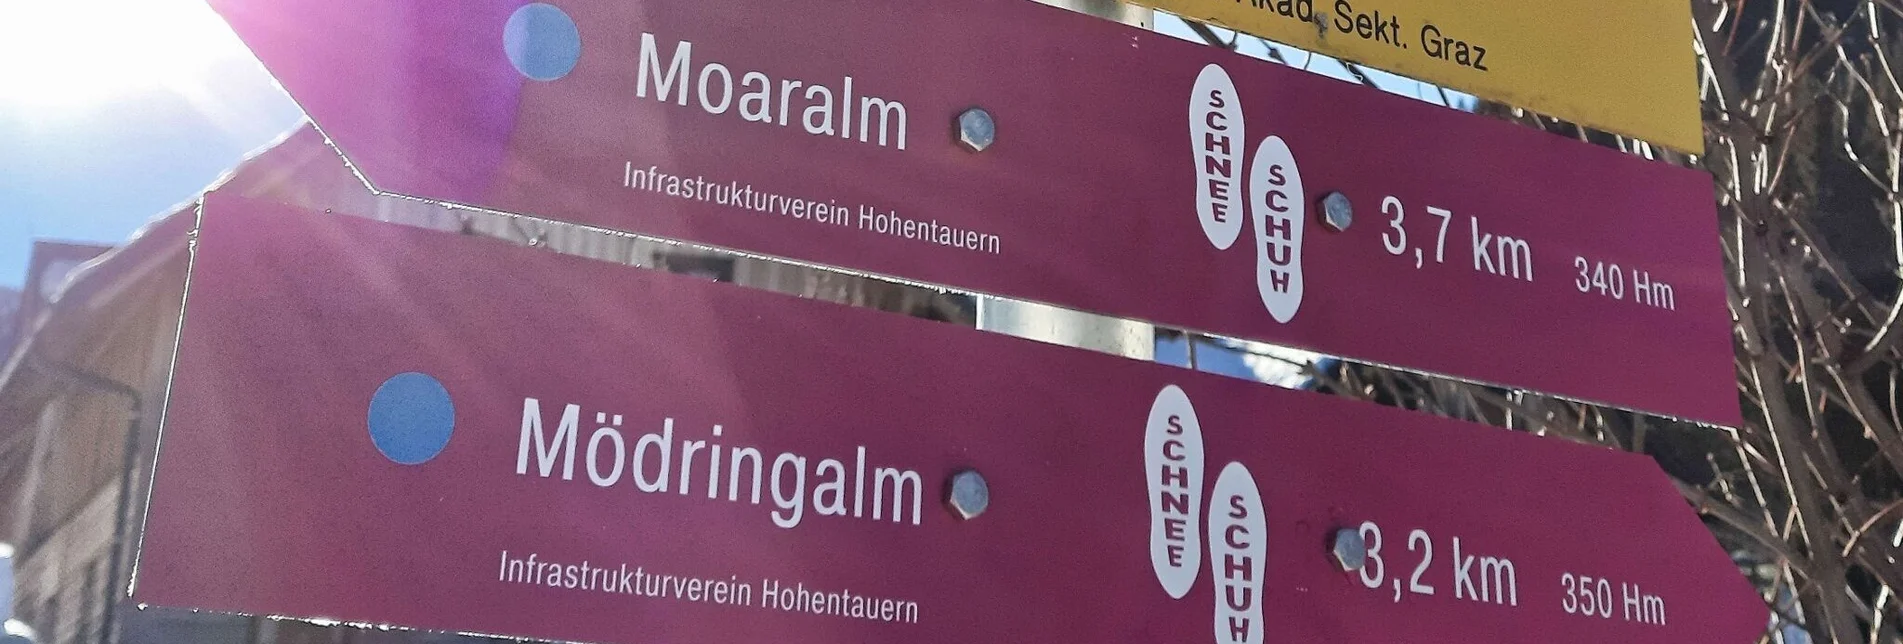 Akad. Sekt. Graz
Moaralm
Infrastrukturverein Hohentauern
SCHNEE
SCHUH
3,7 km 340 Hm
Mödringalm
Infrastrukturverein Hohentauern
SCHNEE
SCHUH
3,2 km 350 Hm